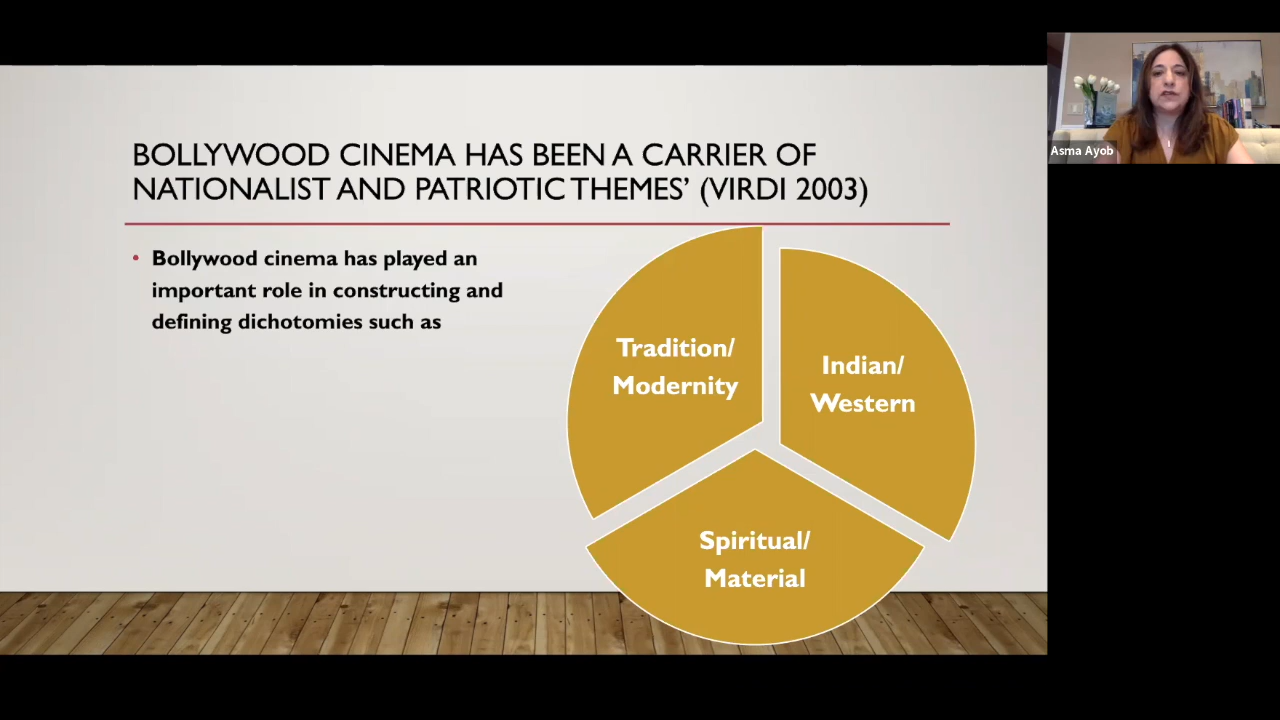 BOLLYWOOD CINEMA HAS BEEN A CARRIER OF
NATIONALIST AND PATRIOTIC THEMES’ (VIRDI 2003)
• Bollywood cinema has played an
important role in constructing and
defining dichotomies such as
Tradition/
Modernity
Indian/
Western
Spiritual/
Material
Asma Ayob